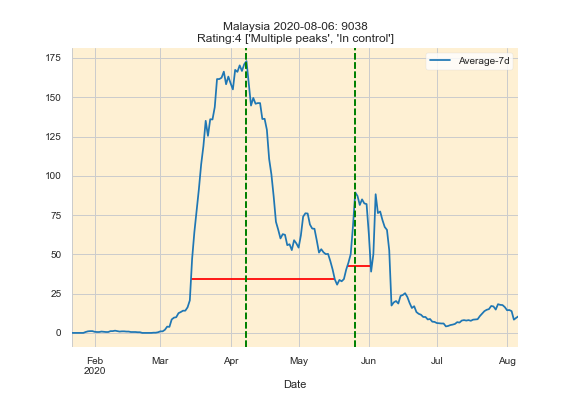 Malaysia 2020-08-06: 9038
Rating:4 ['Multiple peaks', 'In control']
Average-7d
175
150
125
100
75
50
25
0
Feb
2020
Mar
Apr
May
Jun
Jul
Aug
Date